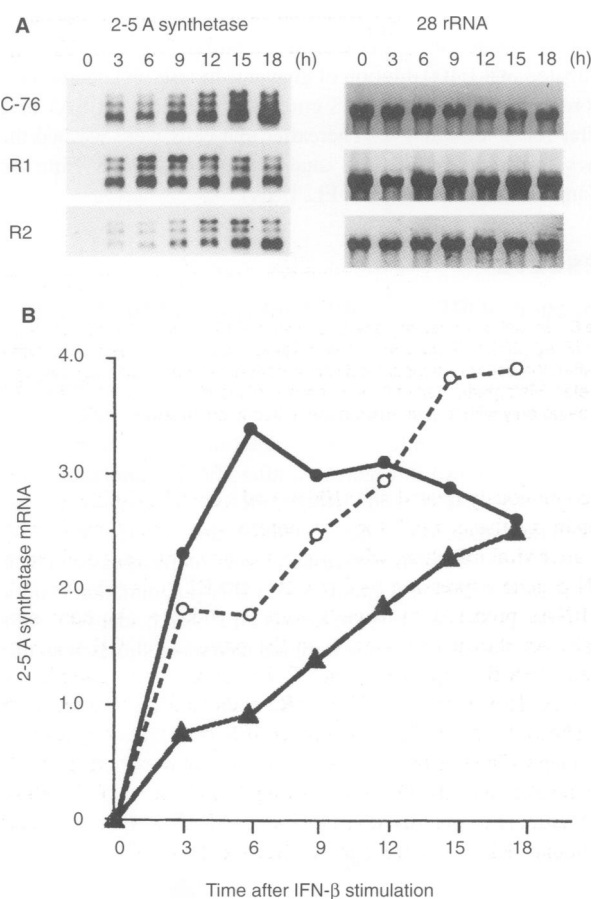 A
2-5 A synthetase
28 rRNA
0 3 6 9 12 15 18 (h)
0 3 6 9 12 15 18 (h)
C-76
R1
R2
B
4.0
3.0
2.0
1.0
0
2-5 A synthetase mRNA
0 3 6 9 12 15 18
Time after IFN-β stimulation